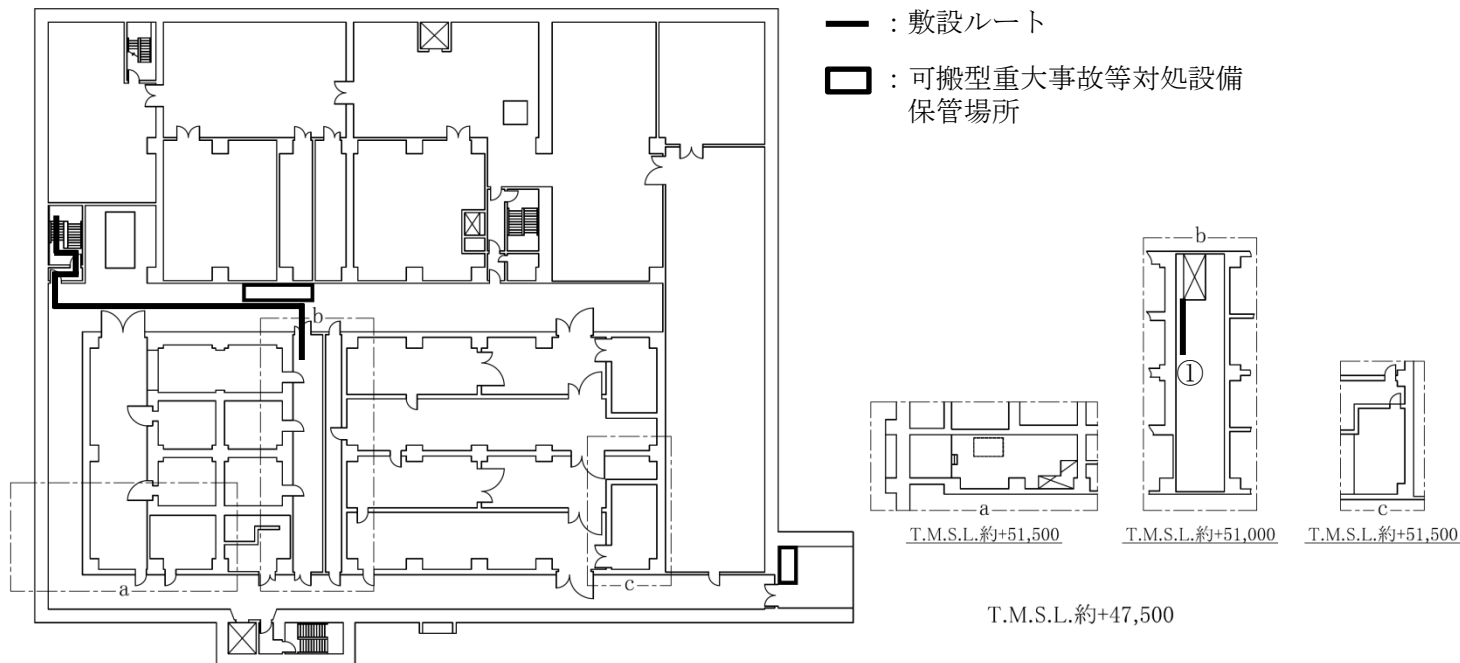 ：敷設ルート
：可搬型重大事故等対処設備
保管場所
b
a
c
b
①
a
c
T.M.S.L.約+51,500
T.M.S.L.約+51,000
T.M.S.L.約+51,500
T.M.S.L.約+47,500